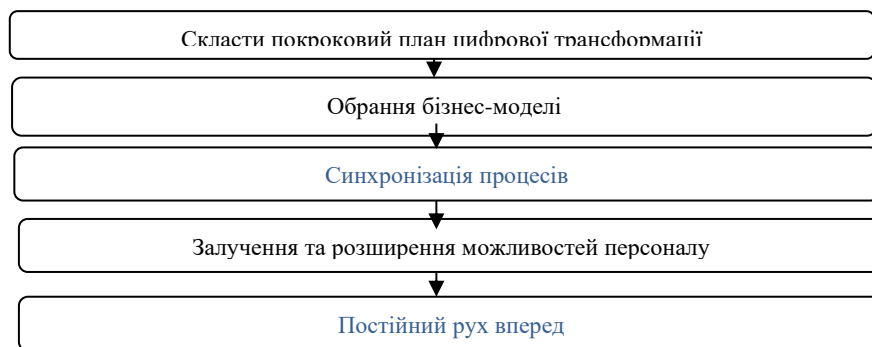 Скласти покроковий план цифрової трансформації
Обрання бізнес-моделі
Синхронізація процесів
Залучення та розширення можливостей персоналу
Постійний рух вперед